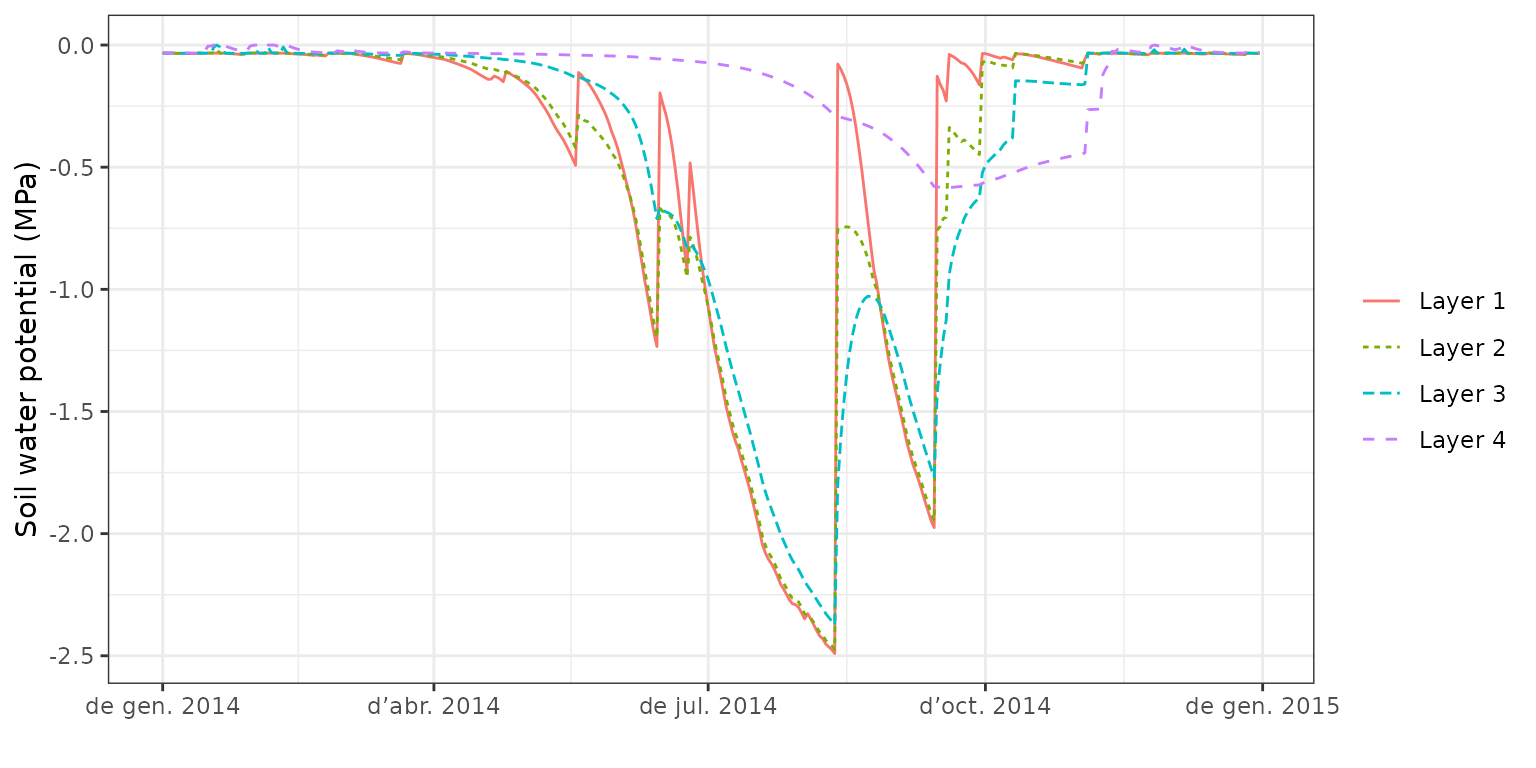 Soil water potential (MPa)
0.0
-0.5
-1.0
-1.5
-2.0
-2.5
de gen. 2014
d’abr. 2014
de jul. 2014
d’oct. 2014
de gen. 2015
Layer 1
Layer 2
Layer 3
Layer 4